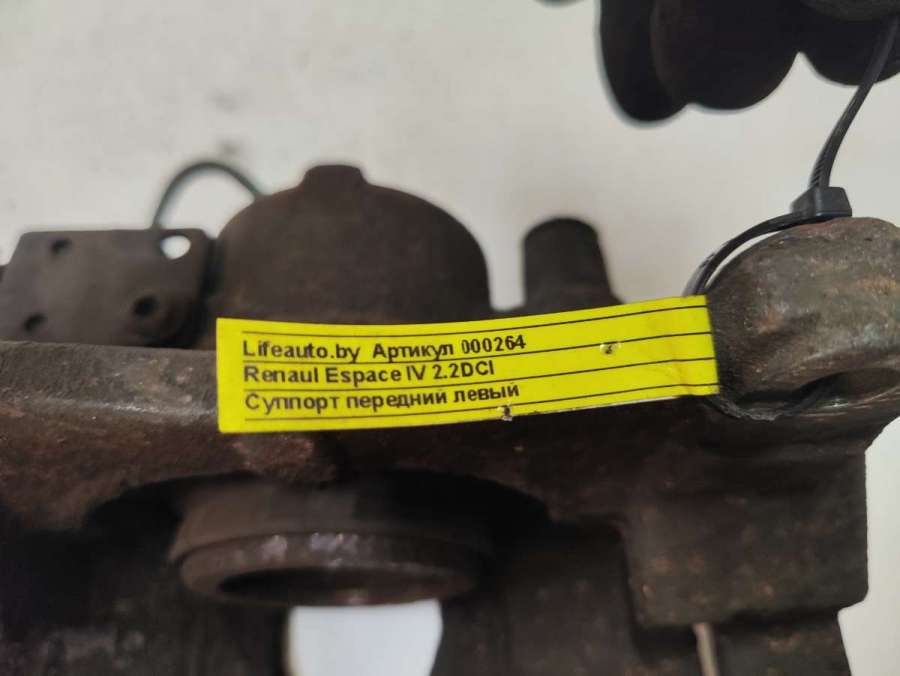 Lifeauto.by Артикул 000264
Renaul Espace IV 2.2DCI
Суппорт передний левый